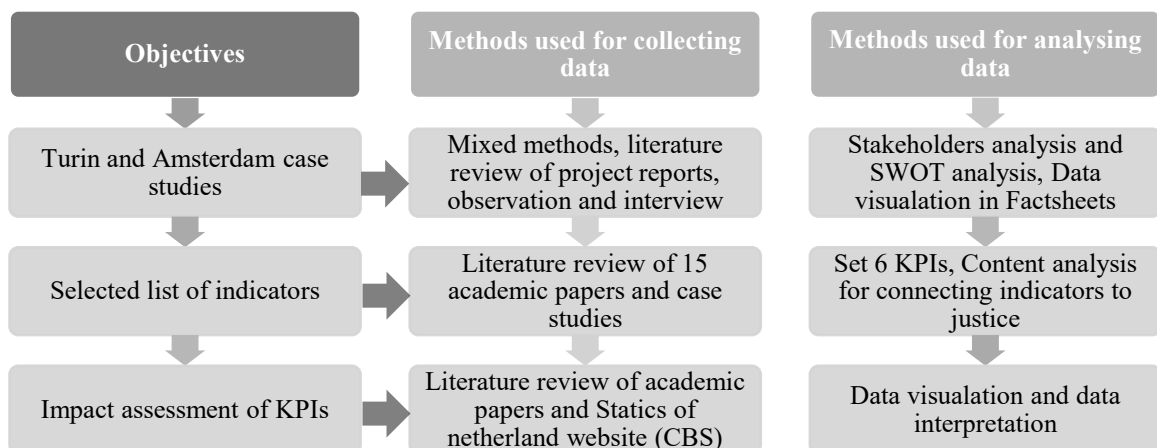 Objectives
Methods used for collecting
data
Methods used for analysing
data
Turin and Amsterdam case
studies
Mixed methods, literature
review of project reports,
observation and interview
Stakeholders analysis and
SWOT analysis, Data
visualation in Factsheets
Selected list of indicators
Literature review of 15
academic papers and case
studies
Set 6 KPIs, Content analysis
for connecting indicators to
justice
Impact assessment of KPIs
Literature review of academic
papers and Statics of
netherland website (CBS)
Data visualation and data
interpretation